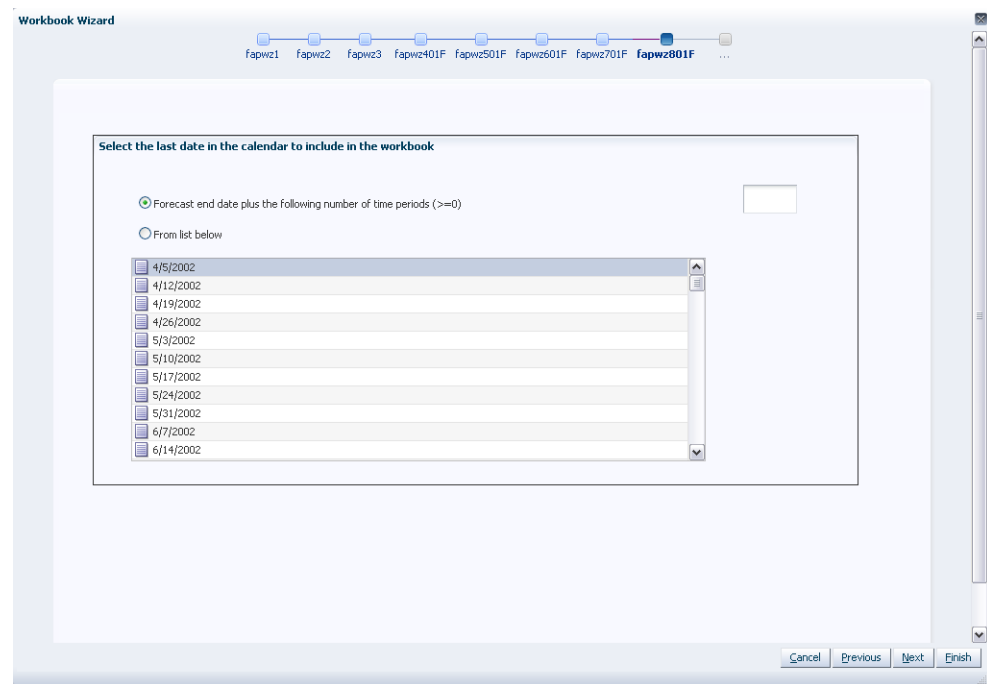 Workbook Wizard
fapwz1 fapwz2 fapwz3 fapwz401F fapwz501F fapwz601F fapwz701F fapwz801F ...
Select the last date in the calendar to include in the workbook
Forecast end date plus the following number of time periods (>=0)
From list below
4/5/2002
4/12/2002
4/19/2002
4/26/2002
5/3/2002
5/10/2002
5/17/2002
5/24/2002
5/31/2002
6/7/2002
6/14/2002
Cancel Previous Next Finish